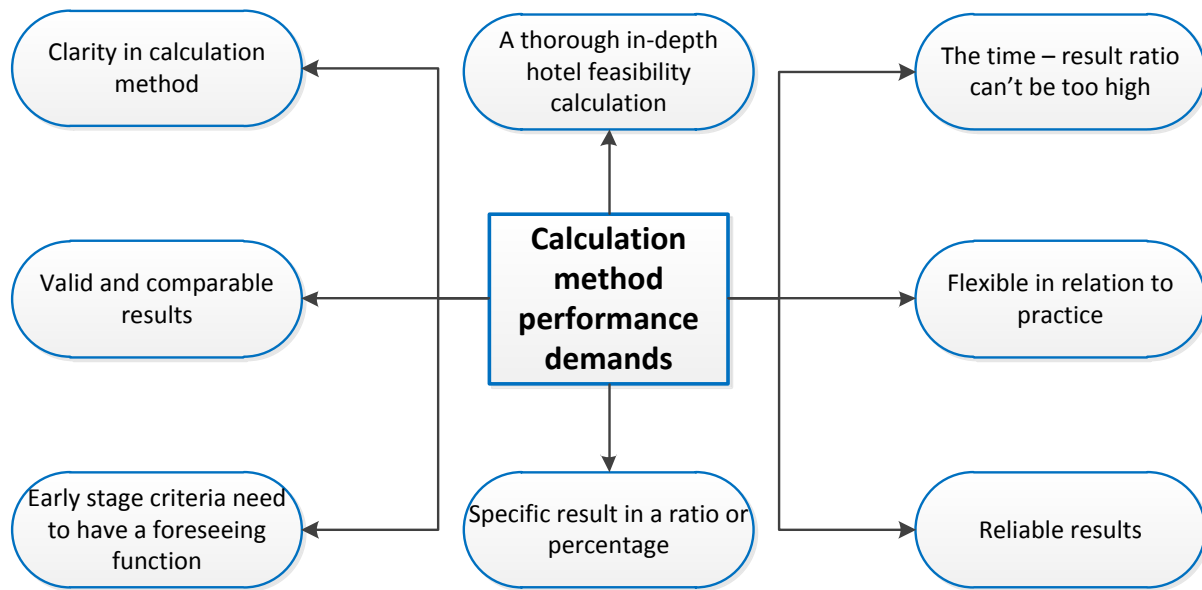 Clarity in calculation
method
A thorough in-depth
hotel feasibility
calculation
The time – result ratio
can't be too high
Valid and comparable
results
Calculation
method
performance
demands
Flexible in relation to
practice
Early stage criteria need
to have a foreseeing
function
Specific result in a ratio or
percentage
Reliable results